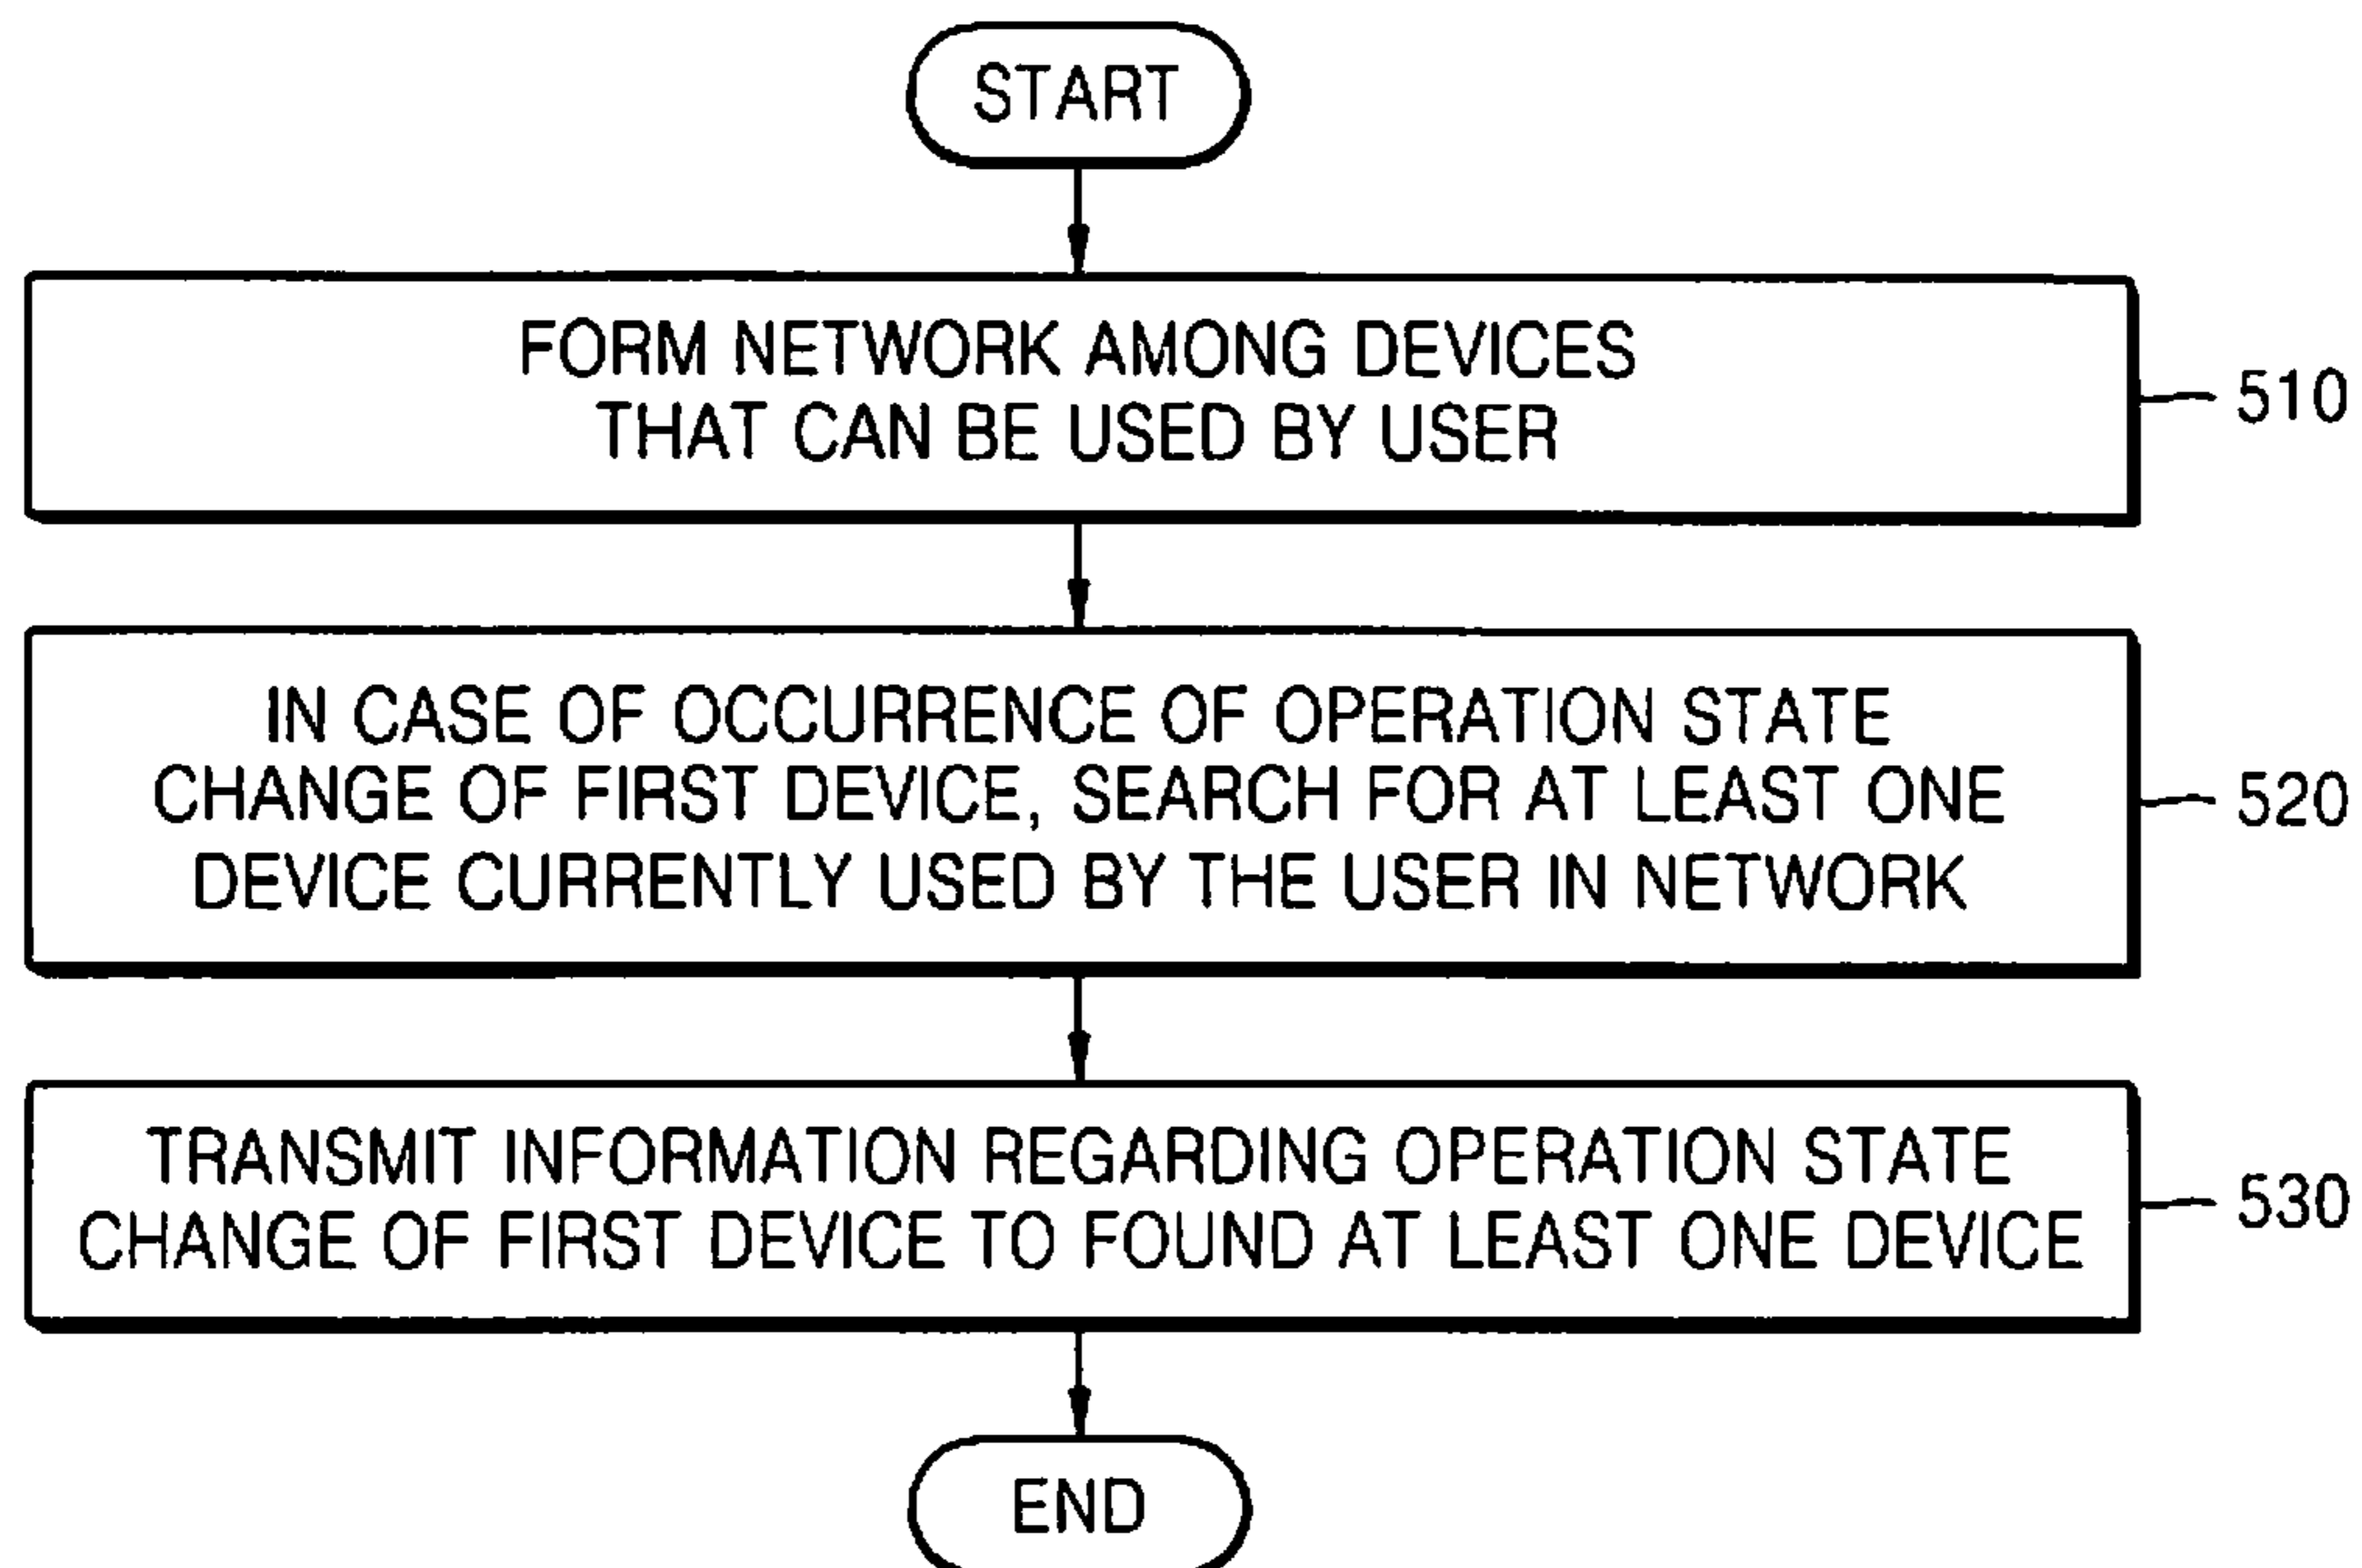 START
FORM NETWORK AMONG DEVICES
THAT CAN BE USED BY USER
510
IN CASE OF OCCURRENCE OF OPERATION STATE
CHANGE OF FIRST DEVICE, SEARCH FOR AT LEAST ONE
DEVICE CURRENTLY USED BY THE USER IN NETWORK
520
TRANSMIT INFORMATION REGARDING OPERATION STATE
CHANGE OF FIRST DEVICE TO FOUND AT LEAST ONE DEVICE
530
END